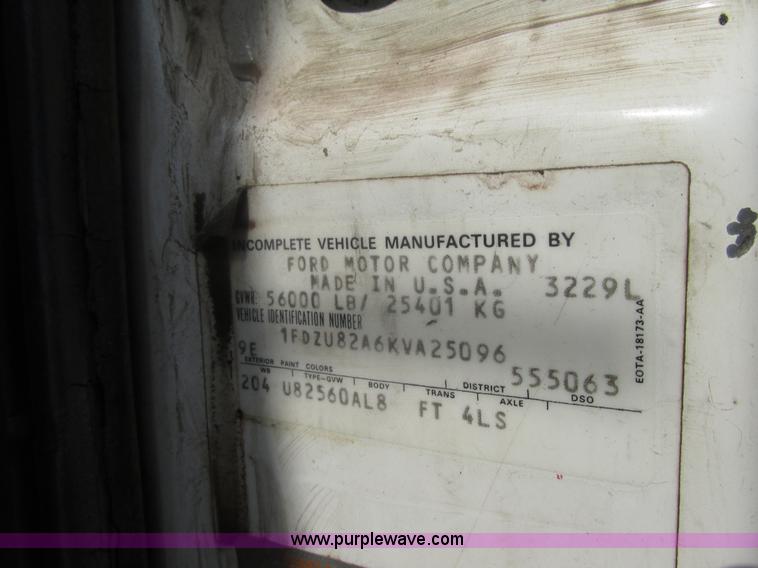 INCOMPLETE VEHICLE MANUFACTURED BY
FORD MOTOR COMPANY
MADE IN U.S.A. 3229L
GVWR: 56000 LB/ 25401 KG
VEHICLE IDENTIFICATION NUMBER
1FDZU82A6KVA25096
9E 555063
EXTERIOR PAINT COLORS DISTRICT DSO
WB TYPE-GVW BODY TRANS AXLE
204 U82560AL8 FT 4LS
EOTA-18173-AA
www.purplewave.com